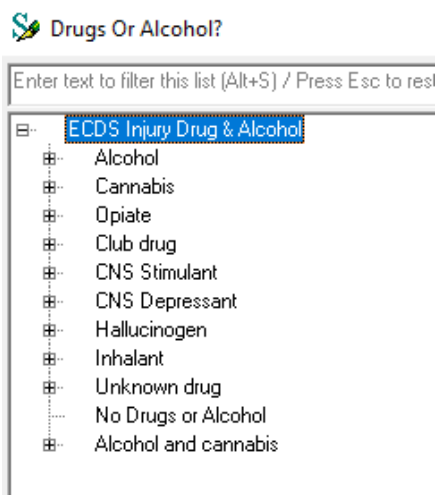 Drugs Or Alcohol?
Enter text to filter this list (Alt+S) / Press Esc to res
ECDS Injury Drug & Alcohol
Alcohol
Cannabis
Opiate
Club drug
CNS Stimulant
CNS Depressant
Hallucinogen
Inhalant
Unknown drug
No Drugs or Alcohol
Alcohol and cannabis